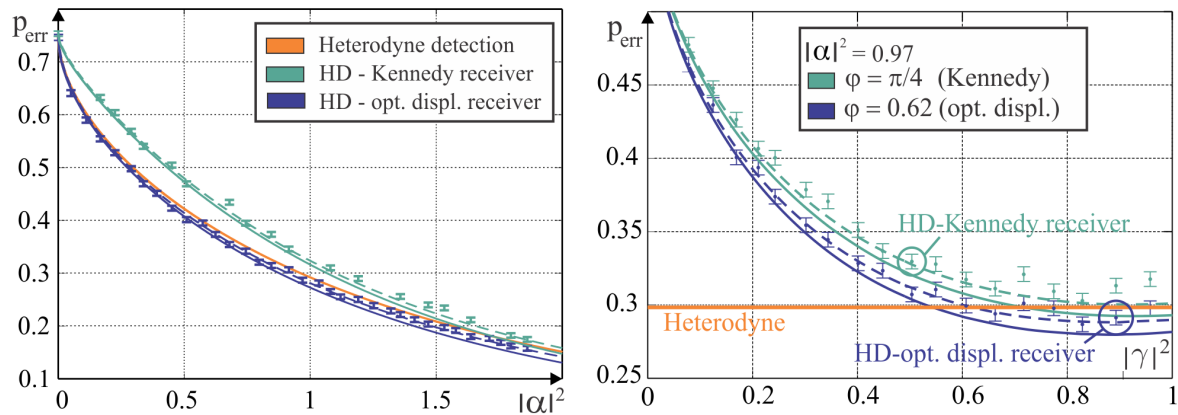 p_err
0.7
0.6
0.5
0.4
0.3
0.2
0.1
Heterodyne detection
HD - Kennedy receiver
HD - opt. displ. receiver
0
0.5
1
1.5
|α|²
p_err
0.45
0.4
0.35
0.3
0.25
|α|² = 0.97
φ = π/4 (Kennedy)
φ = 0.62 (opt. displ.)
HD-Kennedy receiver
Heterodyne
HD-opt. displ. receiver
|γ|²
0
0.2
0.4
0.6
0.8
1